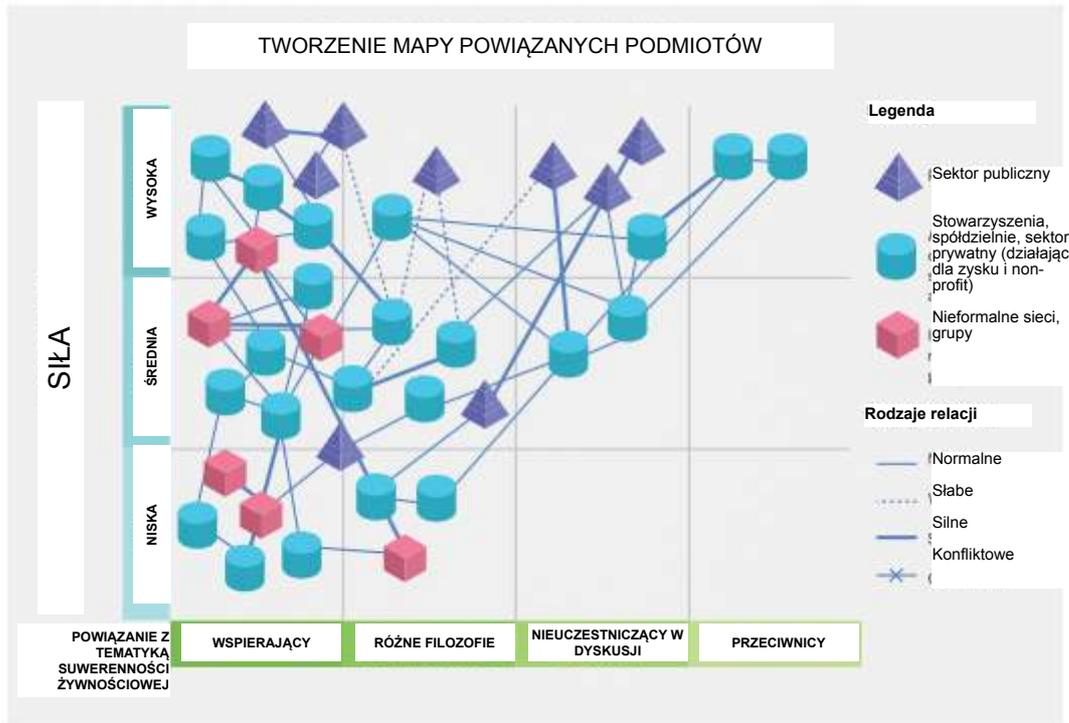 TWORZENIE MAPY POWIĄZANYCH PODMIOTÓW
SIŁA
WYSOKA
ŚREDNIA
NISKA
POWIĄZANIE Z
TEMATYKĄ
SUWERENNOŚCI
ŻYWNOŚCIOWEJ
WSPIERAJĄCY
RÓŻNE FILOZOFIE
NIEUCZESTNICZĄCY W
DYSKUSJI
PRZECIWNICY
Legenda
Sektor publiczny
Stowarzyszenia,
spółdzielnie, sektor
prywatny (działając
dla zysku i non-
profit)
Nieformalne sieci,
grupy
Rodzaje relacji
Normalne
Słabe
Silne
Konfliktowe